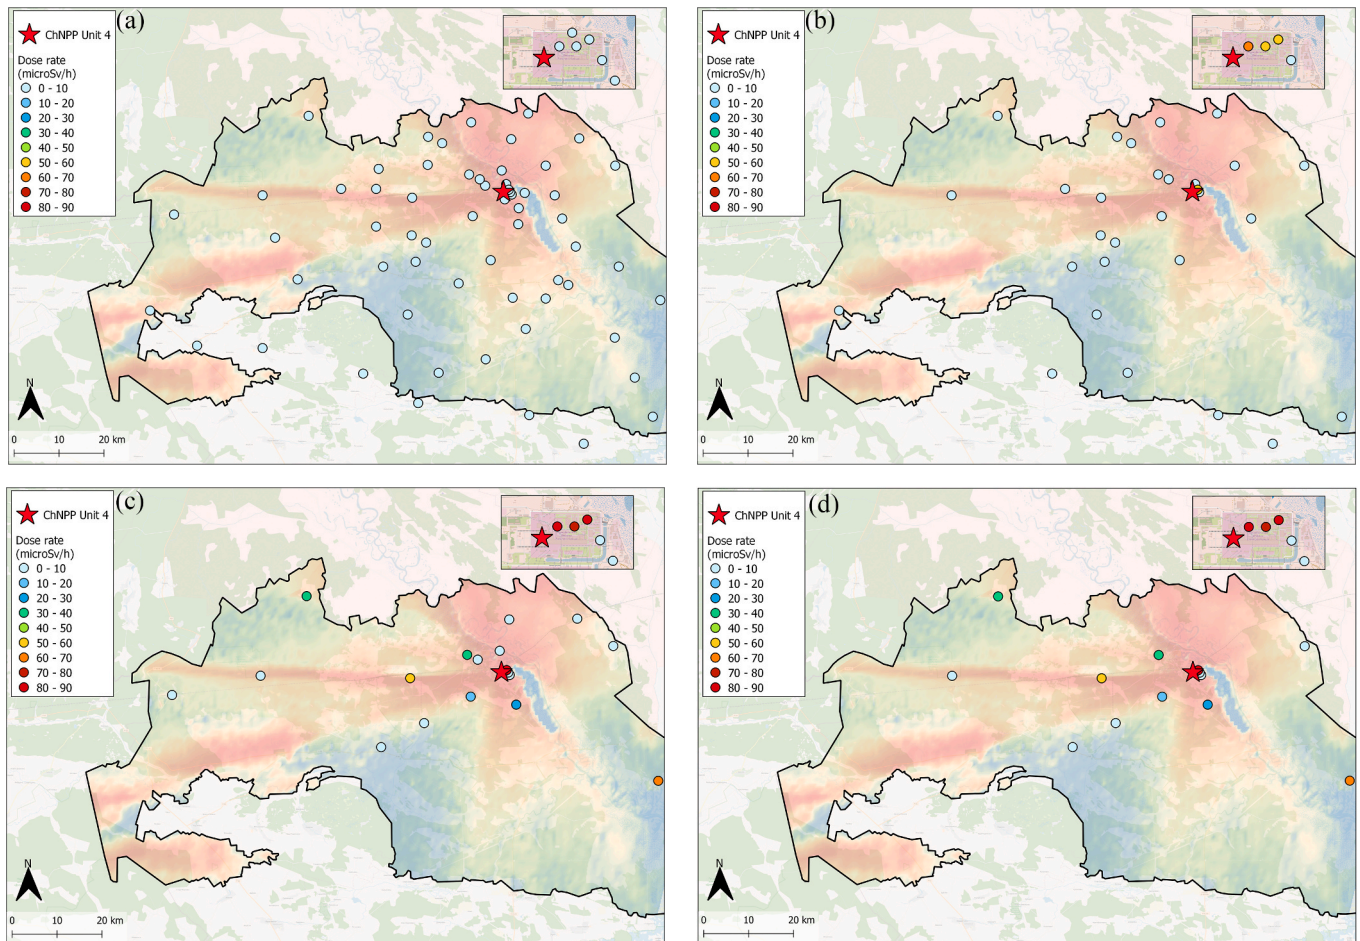 (a)
ChNPP Unit 4
Dose rate
(microSv/h)
0 - 10
10 - 20
20 - 30
30 - 40
40 - 50
50 - 60
60 - 70
70 - 80
80 - 90
N
0 10 20 km
(b)
ChNPP Unit 4
Dose rate
(microSv/h)
0 - 10
10 - 20
20 - 30
30 - 40
40 - 50
50 - 60
60 - 70
70 - 80
80 - 90
N
0 10 20 km
(c)
ChNPP Unit 4
Dose rate
(microSv/h)
0 - 10
10 - 20
20 - 30
30 - 40
40 - 50
50 - 60
60 - 70
70 - 80
80 - 90
N
0 10 20 km
(d)
ChNPP Unit 4
Dose rate
(microSv/h)
0 - 10
10 - 20
20 - 30
30 - 40
40 - 50
50 - 60
60 - 70
70 - 80
80 - 90
N
0 10 20 km